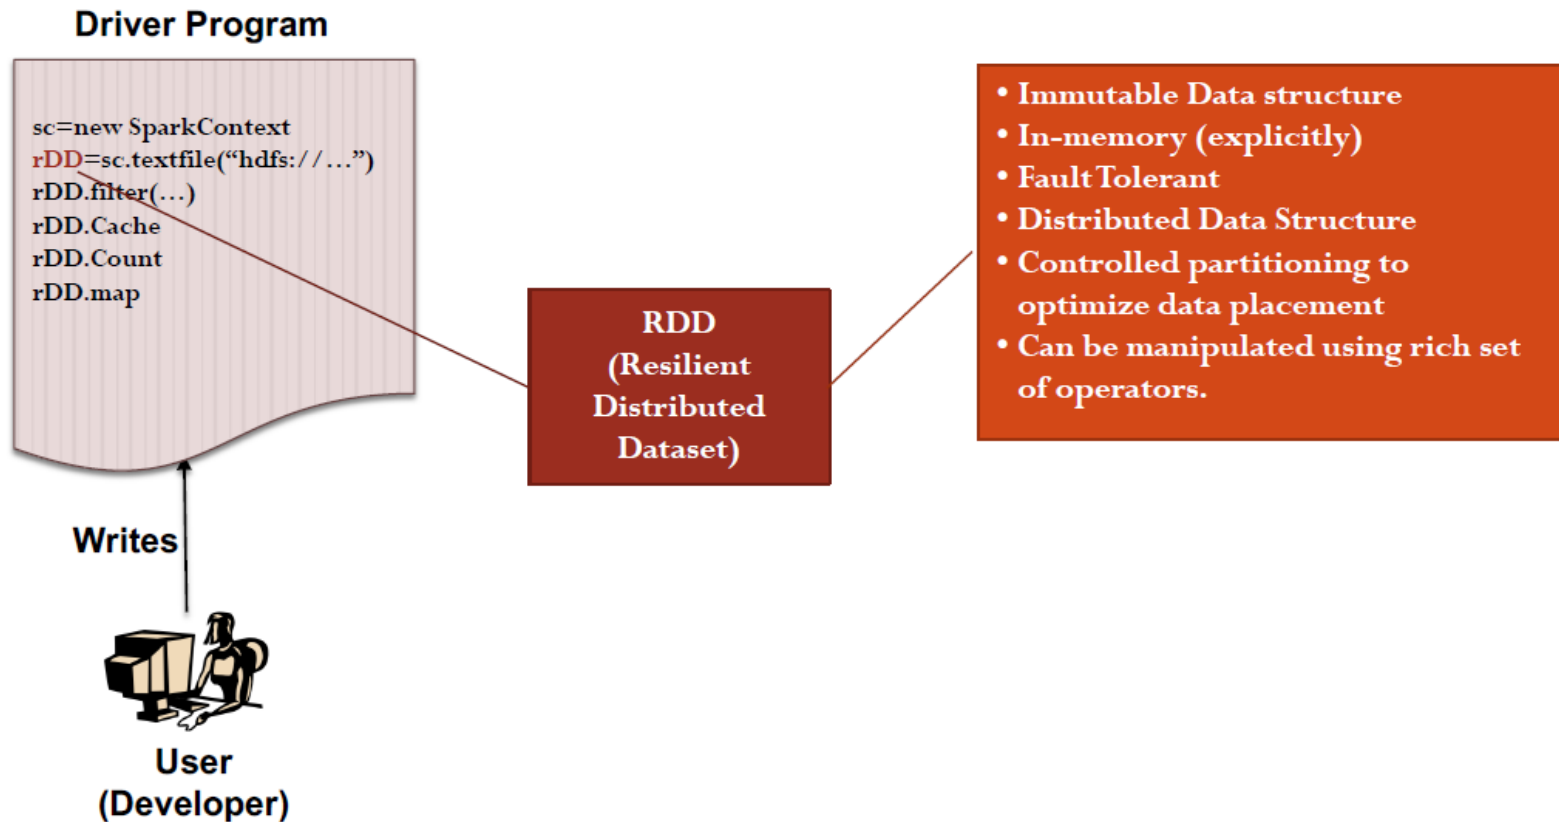 Driver Program
sc=new SparkContext
rDD=sc.textfile(“hdfs://…”)
rDD.filter(…)
rDD.Cache
rDD.Count
rDD.map
Writes
User
(Developer)
RDD
(Resilient
Distributed
Dataset)
• Immutable Data structure
• In-memory (explicitly)
• Fault Tolerant
• Distributed Data Structure
• Controlled partitioning to
optimize data placement
• Can be manipulated using rich set
of operators.